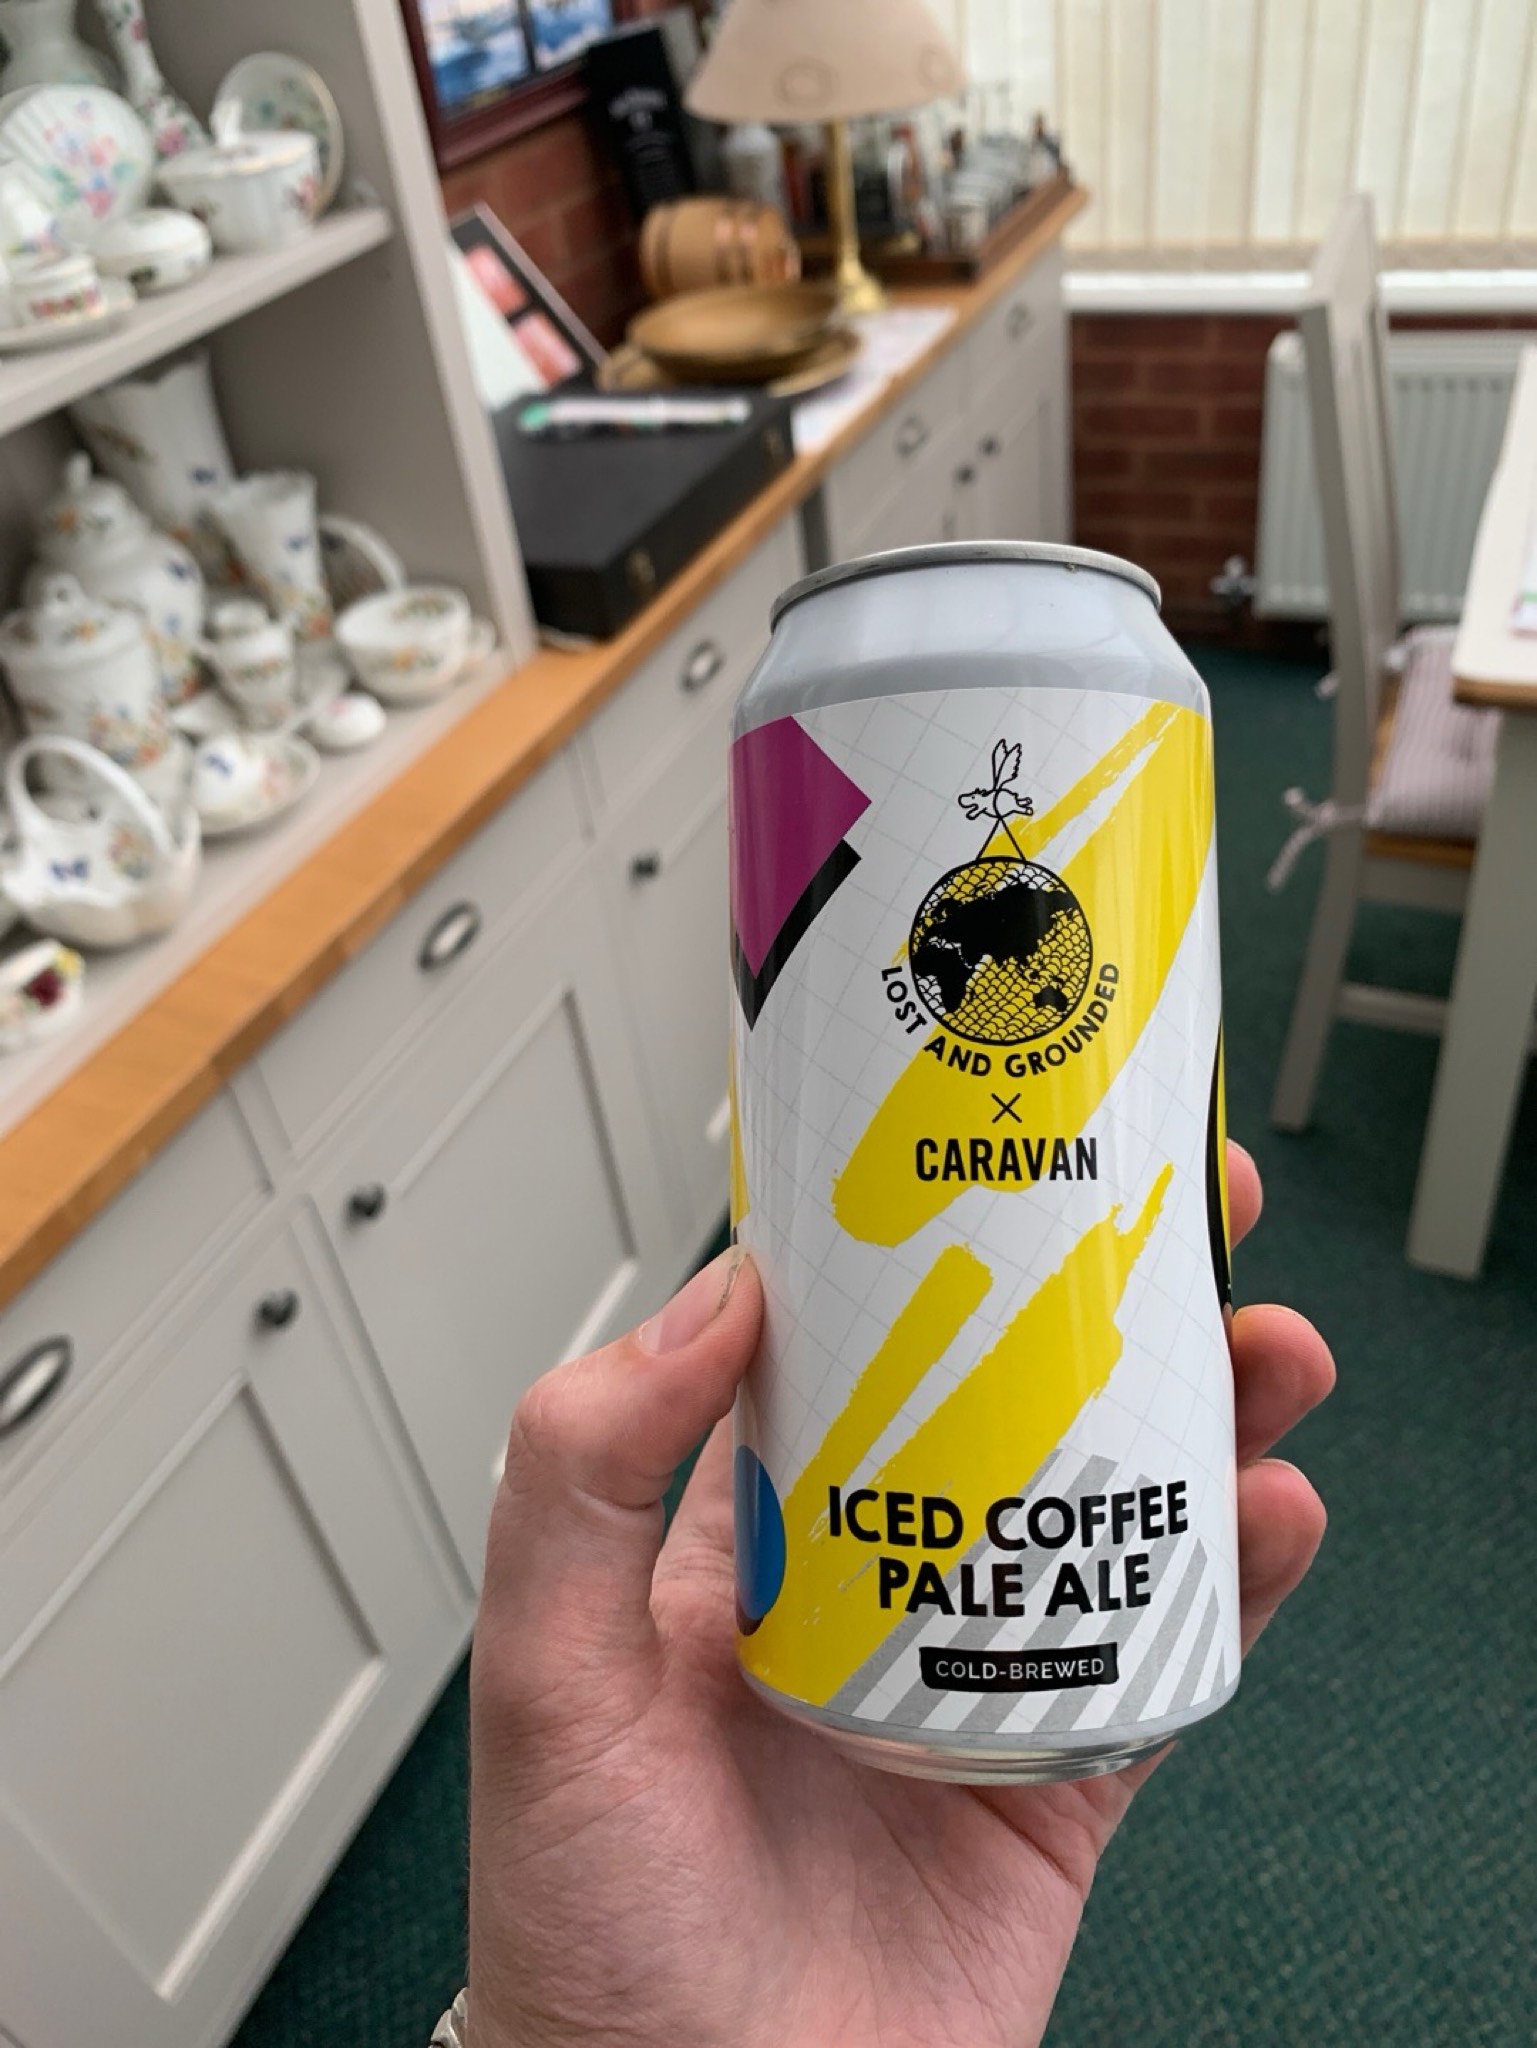 LOST AND GROUNDED
×
CARAVAN
ICED COFFEE
PALE ALE
COLD-BREWED